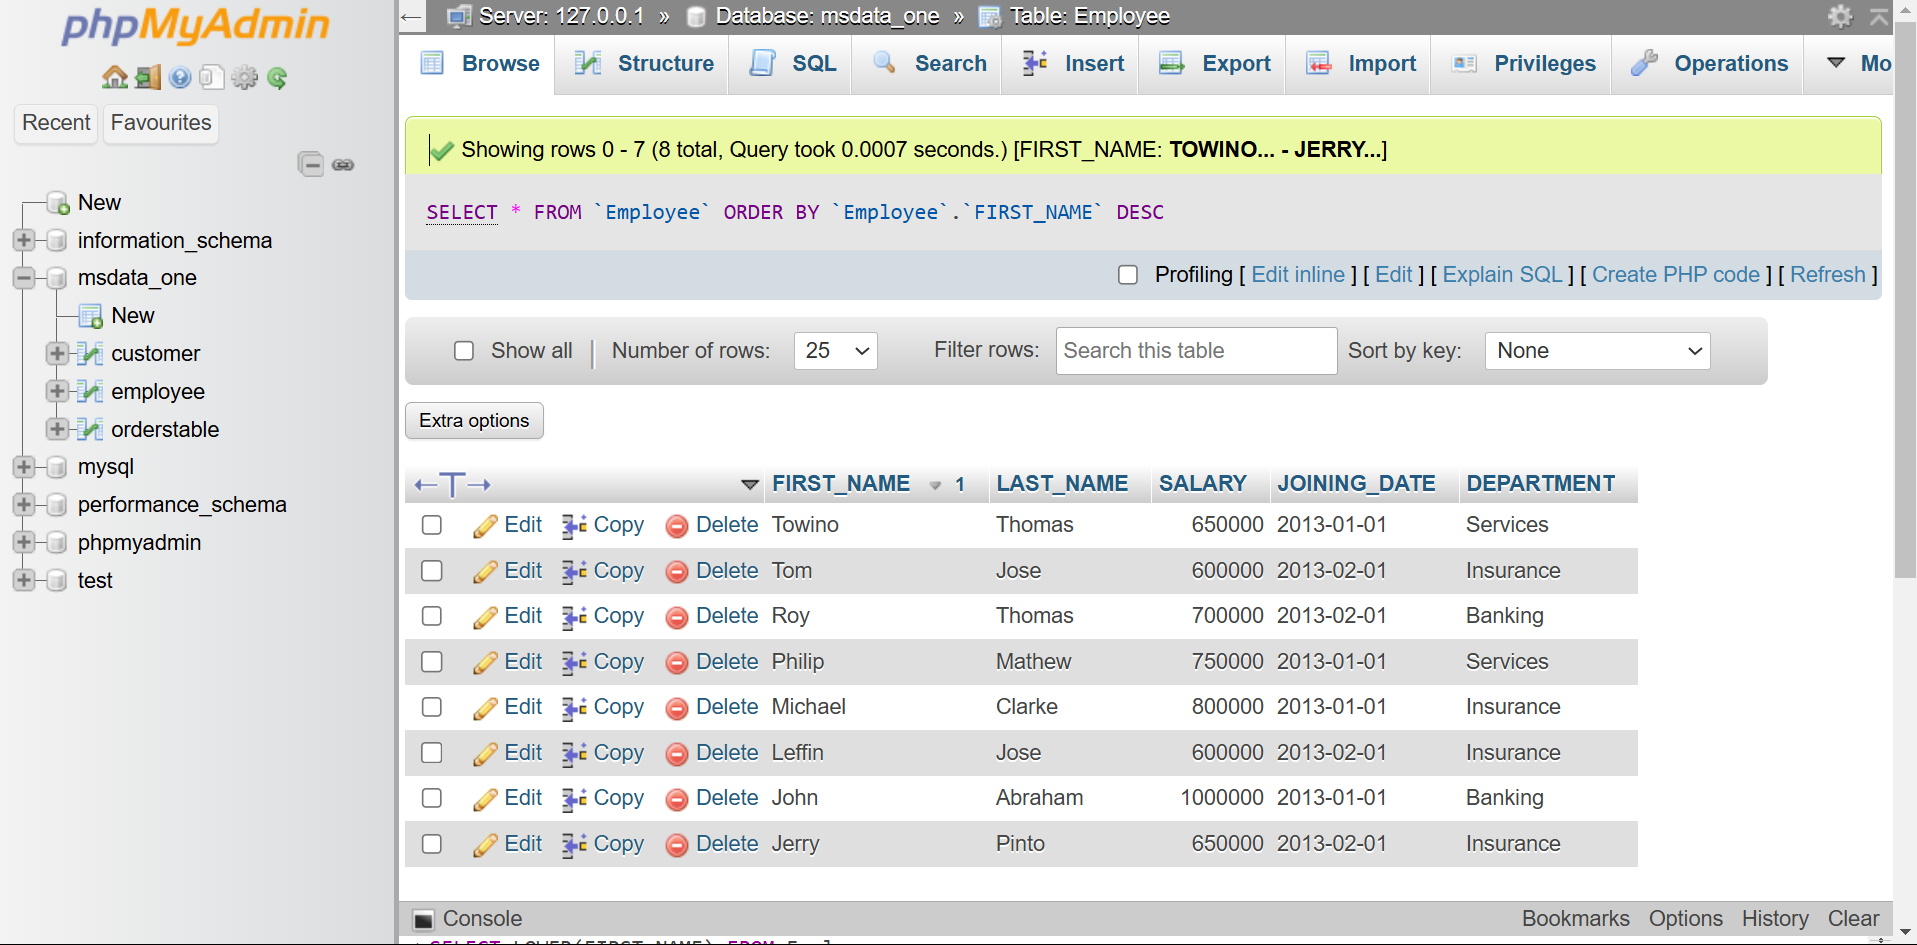 phpMyAdmin
Recent Favourites
New
information_schema
msdata_one
New
customer
employee
orderstable
mysql
performance_schema
phpmyadmin
test
Server: 127.0.0.1 » Database: msdata_one » Table: Employee
Browse Structure SQL Search Insert Export Import Privileges Operations Mo
Showing rows 0 - 7 (8 total, Query took 0.0007 seconds.) [FIRST_NAME: TOWINO... - JERRY...]
SELECT * FROM `Employee` ORDER BY `Employee`.`FIRST_NAME` DESC
Profiling [ Edit inline ] [ Edit ] [ Explain SQL ] [ Create PHP code ] [ Refresh ]
Show all | Number of rows: 25 Filter rows: Search this table Sort by key: None
Extra options
←T→ FIRST_NAME 1 LAST_NAME SALARY JOINING_DATE DEPARTMENT
Edit Copy Delete Towino Thomas 650000 2013-01-01 Services
Edit Copy Delete Tom Jose 600000 2013-02-01 Insurance
Edit Copy Delete Roy Thomas 700000 2013-02-01 Banking
Edit Copy Delete Philip Mathew 750000 2013-01-01 Services
Edit Copy Delete Michael Clarke 800000 2013-01-01 Insurance
Edit Copy Delete Leffin Jose 600000 2013-02-01 Insurance
Edit Copy Delete John Abraham 1000000 2013-01-01 Banking
Edit Copy Delete Jerry Pinto 650000 2013-02-01 Insurance
Console Bookmarks Options History Clear
SELECT LOWER(FIRST_NAME) FROM